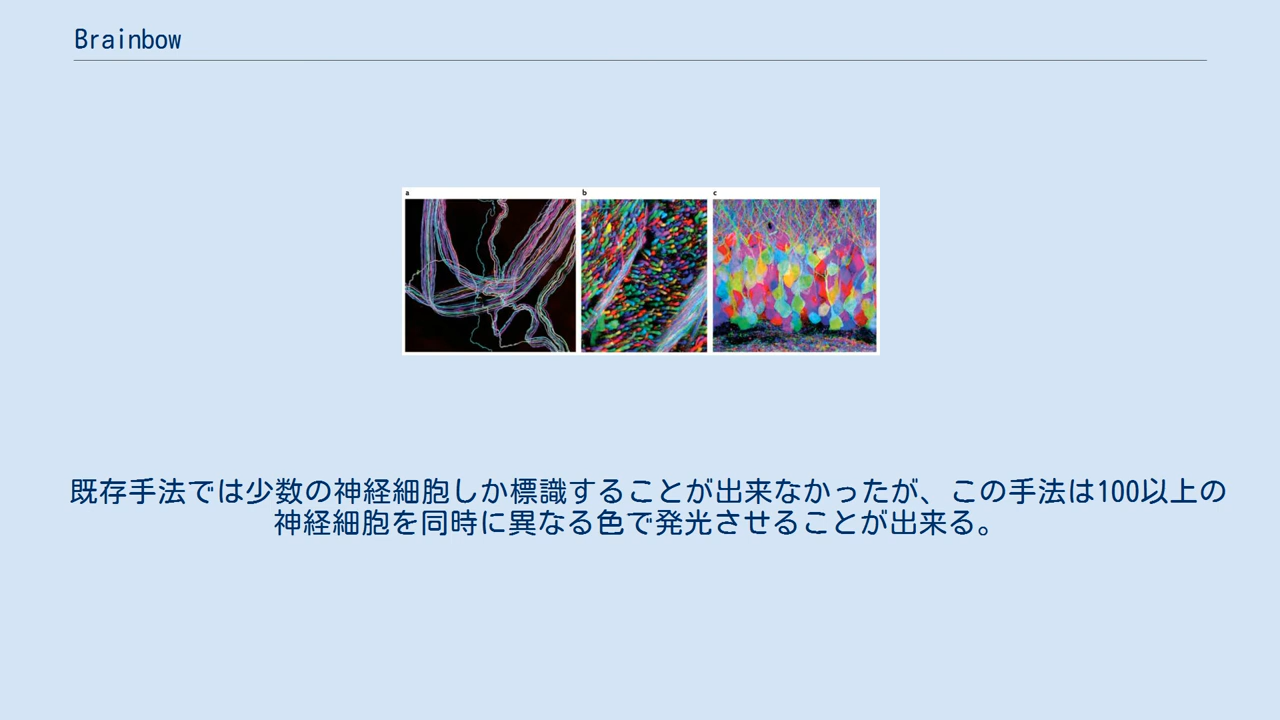 Brainbow
a b c
既存手法では少数の神経細胞しか標識することが出来なかったが、この手法は100以上の
神経細胞を同時に異なる色で発光させることが出来る。